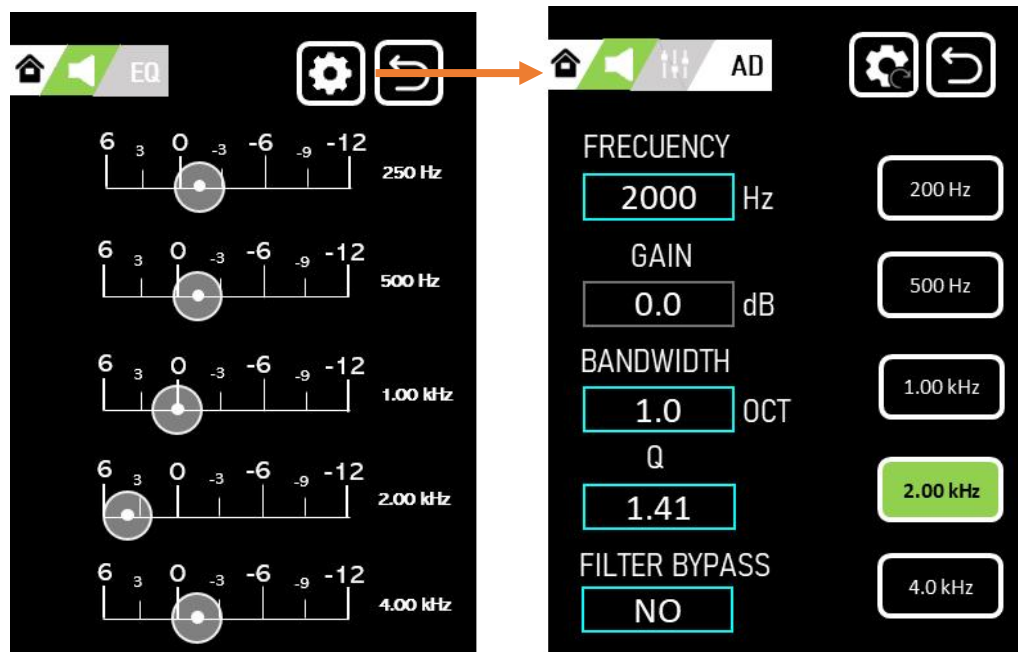 EQ
6 3 0 -3 -6 -9 -12
250 Hz
6 3 0 -3 -6 -9 -12
500 Hz
6 3 0 -3 -6 -9 -12
1.00 kHz
6 3 0 -3 -6 -9 -12
2.00 kHz
6 3 0 -3 -6 -9 -12
4.00 kHz
AD
FRECUENCY
2000 Hz
GAIN
0.0 dB
BANDWIDTH
1.0 OCT
Q
1.41
FILTER BYPASS
NO
200 Hz
500 Hz
1.00 kHz
2.00 kHz
4.0 kHz